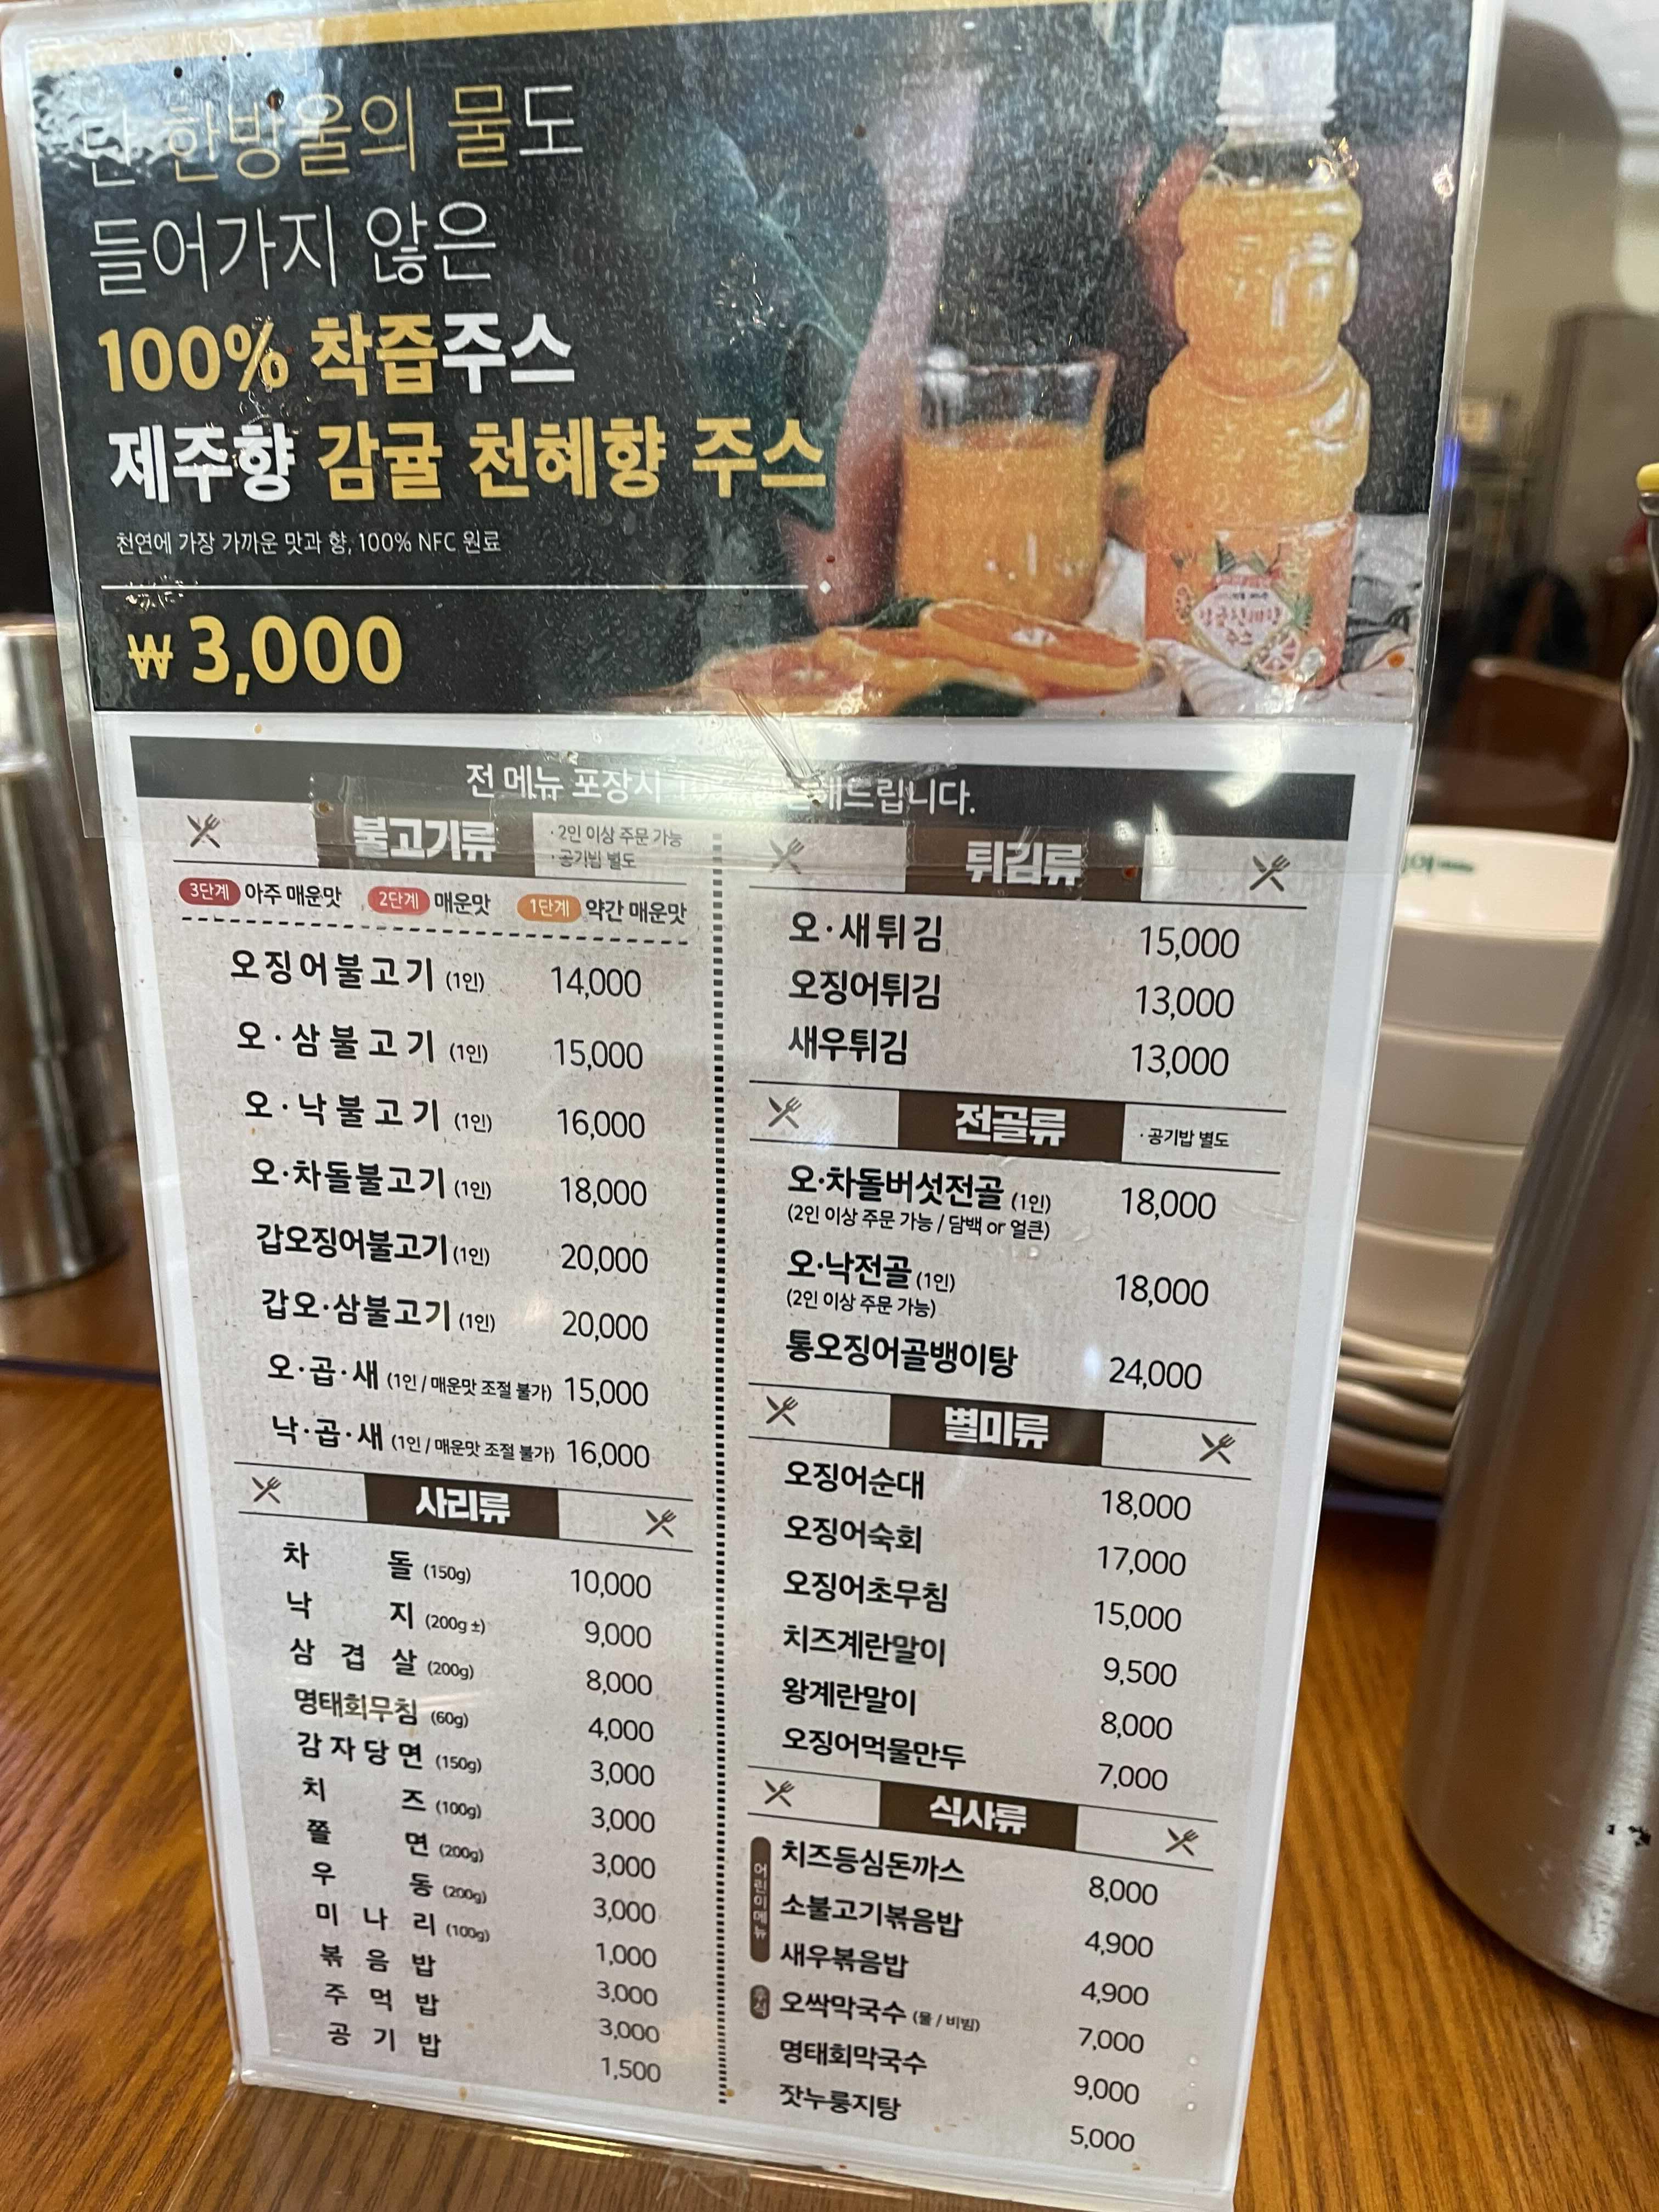 단 한방울의 물도
들어가지 않은
100% 착즙주스
제주향 감귤 천혜향 주스
천연에 가장 가까운 맛과 향, 100% NFC 원료
₩3,000
감귤천혜향
주스
전 메뉴 포장시 해드립니다.
불고기류
· 2인 이상 주문 가능
· 공기밥 별도
3단계 아주 매운맛 2단계 매운맛 1단계 약간 매운맛
오징어불고기 (1인) 14,000
오·삼불고기 (1인) 15,000
오·낙불고기 (1인) 16,000
오·차돌불고기 (1인) 18,000
갑오징어불고기 (1인) 20,000
갑오·삼불고기 (1인) 20,000
오·곱·새 (1인 / 매운맛 조절 불가) 15,000
낙·곱·새 (1인 / 매운맛 조절 불가) 16,000
사리류
차돌 (150g) 10,000
낙지 (200g ±) 9,000
삼겹살 (200g) 8,000
명태회무침 (60g) 4,000
감자당면 (150g) 3,000
치즈 (100g) 3,000
쫄면 (200g) 3,000
우동 (200g) 3,000
미나리 (100g) 1,000
볶음밥 3,000
주먹밥 3,000
공기밥 1,500
튀김류
오·새튀김 15,000
오징어튀김 13,000
새우튀김 13,000
전골류
· 공기밥 별도
오·차돌버섯전골 (1인) 18,000
(2인 이상 주문 가능 / 담백 or 얼큰)
오·낙전골 (1인) 18,000
(2인 이상 주문 가능)
통오징어골뱅이탕 24,000
별미류
오징어순대 18,000
오징어숙회 17,000
오징어초무침 15,000
치즈계란말이 9,500
왕계란말이 8,000
오징어먹물만두 7,000
식사류
어린이메뉴
치즈등심돈까스 8,000
소불고기볶음밥 4,900
새우볶음밥 4,900
후식
오싹막국수 (물 / 비빔) 7,000
명태회막국수 9,000
잣누룽지탕 5,000